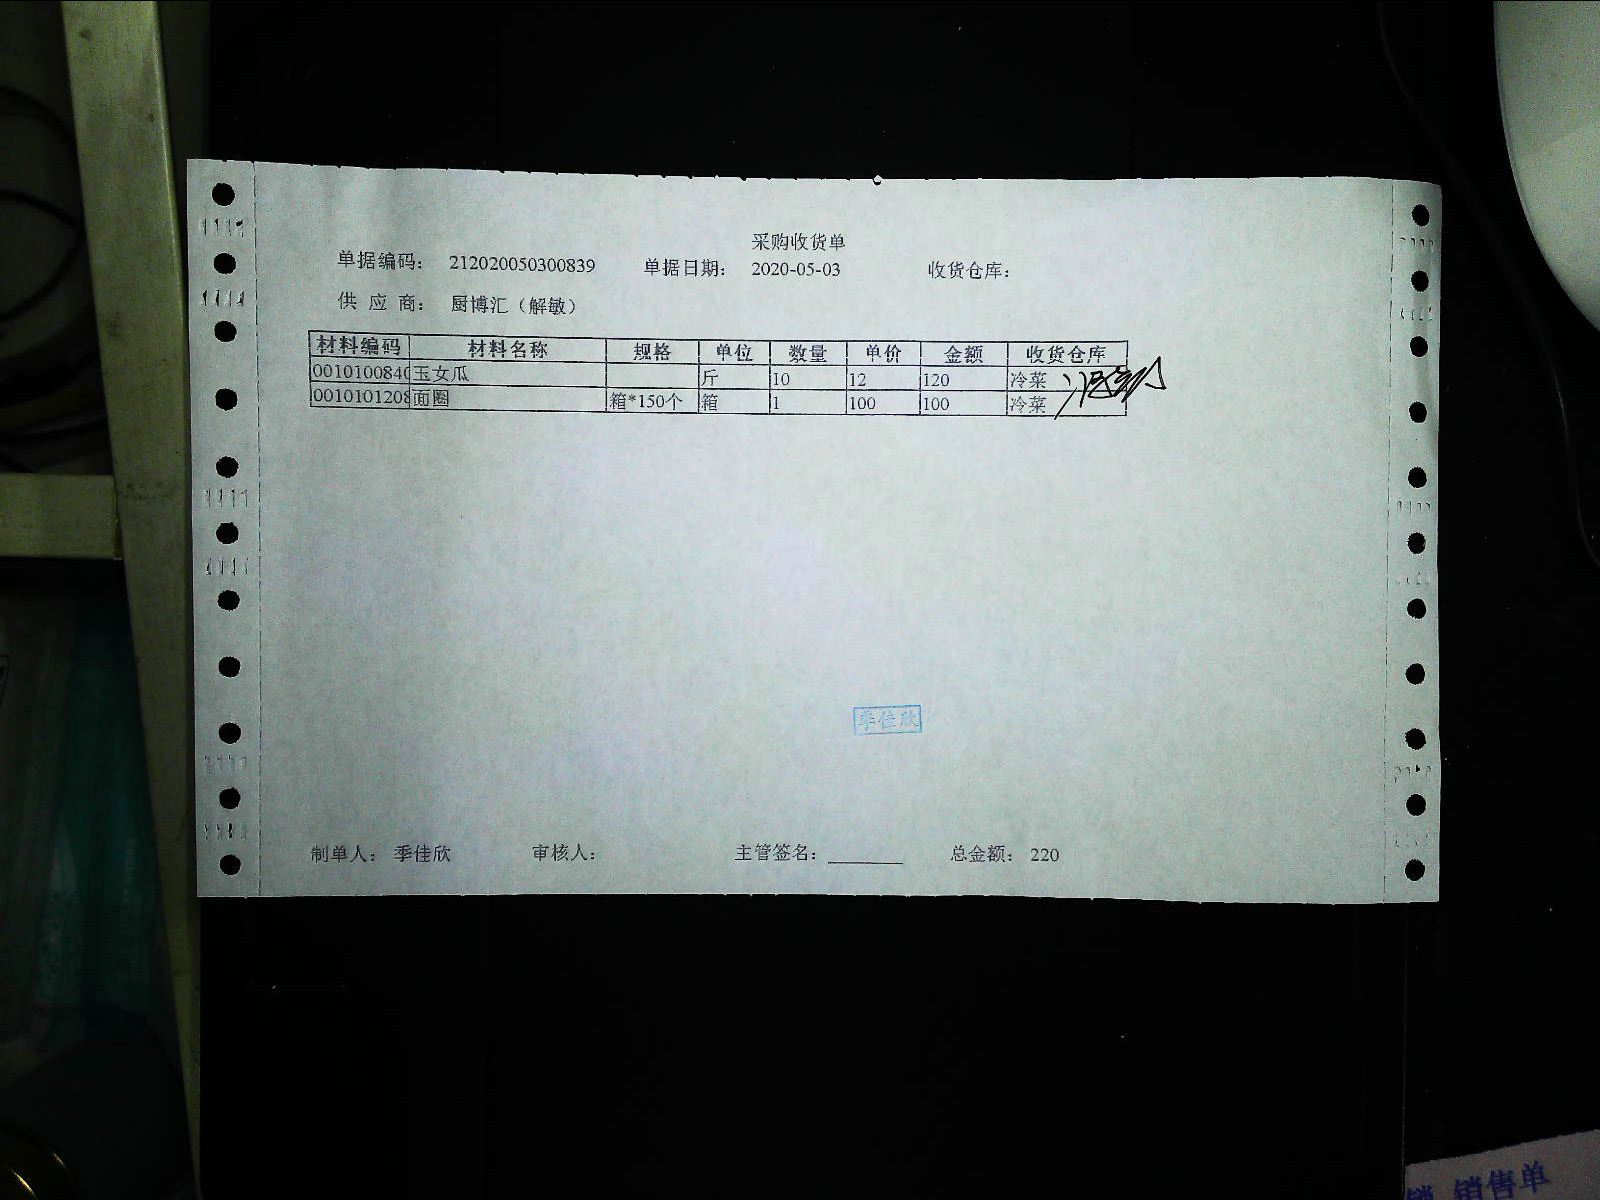 采购收货单
单据编码： 212020050300839 单据日期： 2020-05-03 收货仓库：
供 应 商： 厨博汇（解敏）
材料编码 材料名称 规格 单位 数量 单价 金额 收货仓库
0010100840 玉女瓜 斤 10 12 120 冷菜
0010101208 面圈 箱*150个 箱 1 100 100 冷菜
季佳欣
制单人： 季佳欣 审核人： 主管签名： 总金额： 220
销售单